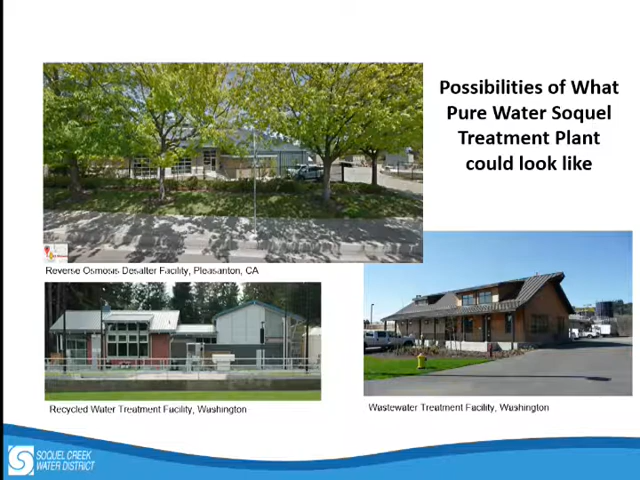 Possibilities of What
Pure Water Soquel
Treatment Plant
could look like
Reverse Osmosis Desalter Facility, Pleasanton, CA
Recycled Water Treatment Facility, Washington
Wastewater Treatment Facility, Washington
SOQUEL CREEK
WATER DISTRICT